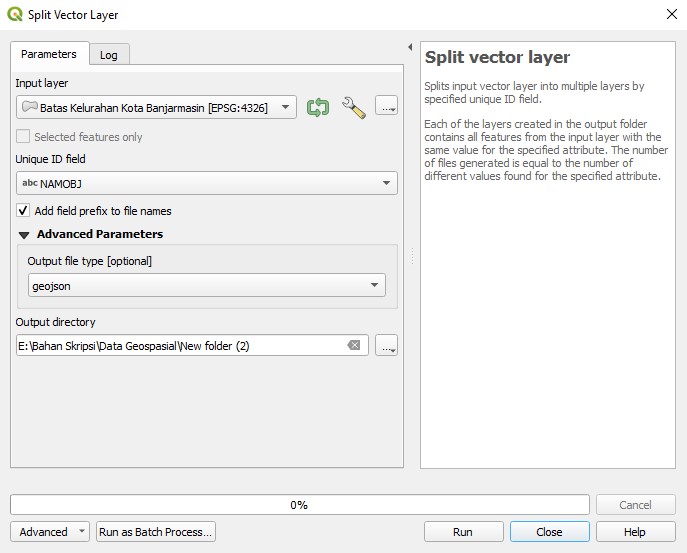 Split Vector Layer
Parameters
Log
Input layer
Batas Kelurahan Kota Banjarmasin [EPSG:4326]
...
Selected features only
Unique ID field
abc NAMOBJ
Add field prefix to file names
Advanced Parameters
Output file type [optional]
geojson
Output directory
E:\Bahan Skripsi\Data Geospasial\New folder (2)
...
Split vector layer
Splits input vector layer into multiple layers by
specified unique ID field.
Each of the layers created in the output folder
contains all features from the input layer with the
same value for the specified attribute. The number
of files generated is equal to the number of
different values found for the specified attribute.
0%
Cancel
Advanced
Run as Batch Process...
Run
Close
Help